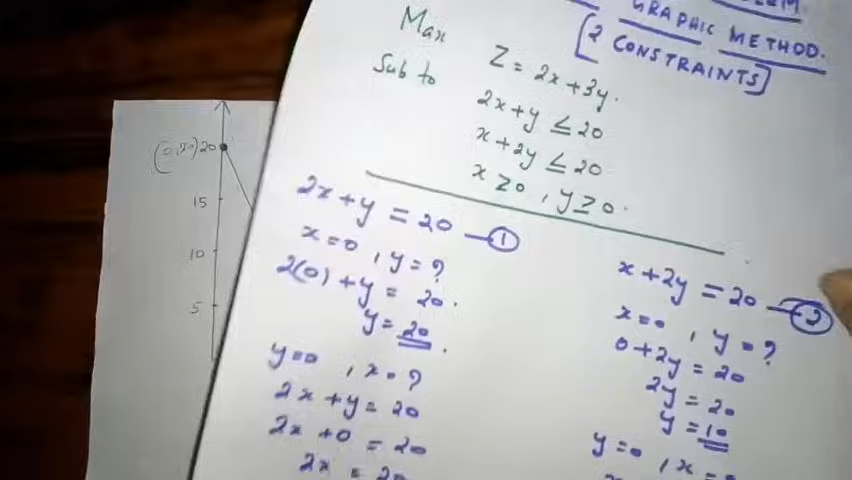 GRAPHIC METHOD.
[2 CONSTRAINTS]
Max Z = 2x + 3y.
Sub to 2x + y ≤ 20
x + 2y ≤ 20
x ≥ 0 , y ≥ 0.
2x + y = 20 — ①
x = 0 , y = ?
2(0) + y = 20.
y = 20.
y = 0 , x = ?
2x + y = 20
2x + 0 = 20
2x = 20
x + 2y = 20 — ②
x = 0 , y = ?
0 + 2y = 20
2y = 20
y = 10
y = 0 , x =
20
15
10
5